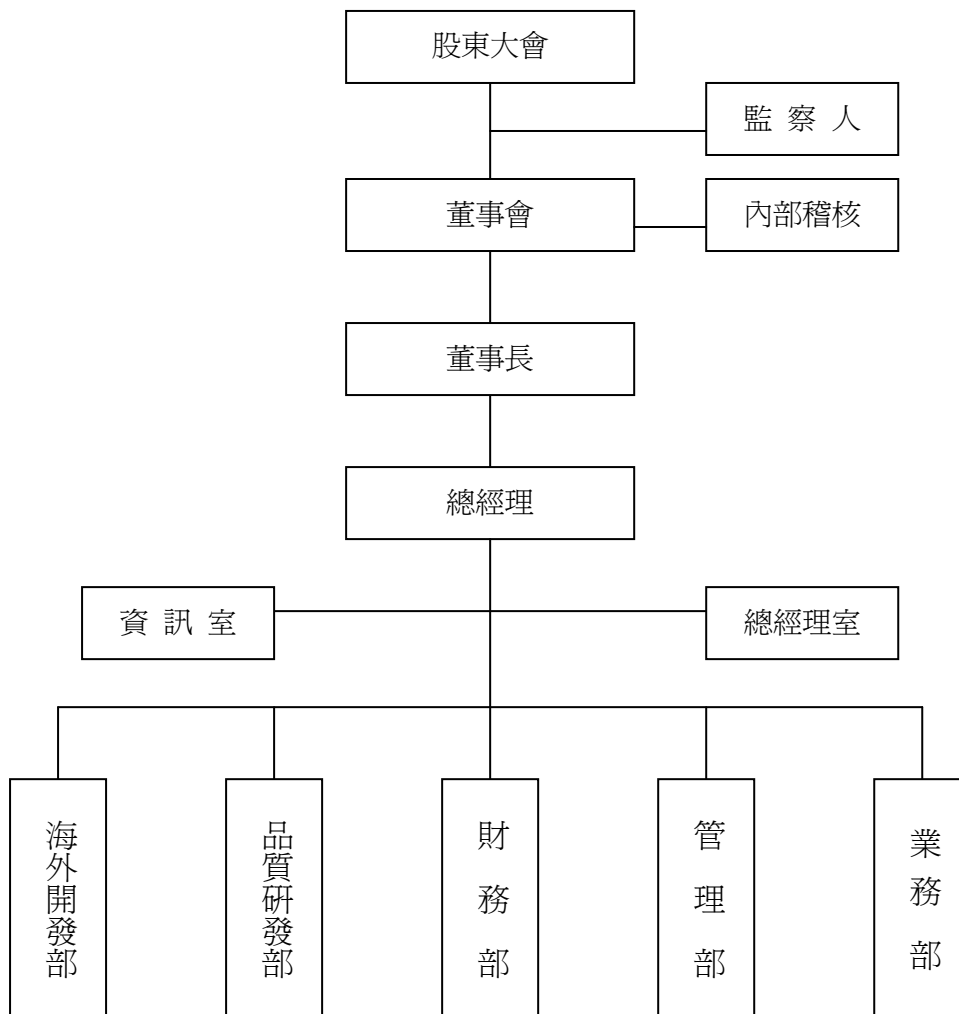 股東大會
監 察 人
董事會
內部稽核
董事長
總經理
資 訊 室
總經理室
海外開發部
品質研發部
財務部
管理部
業務部